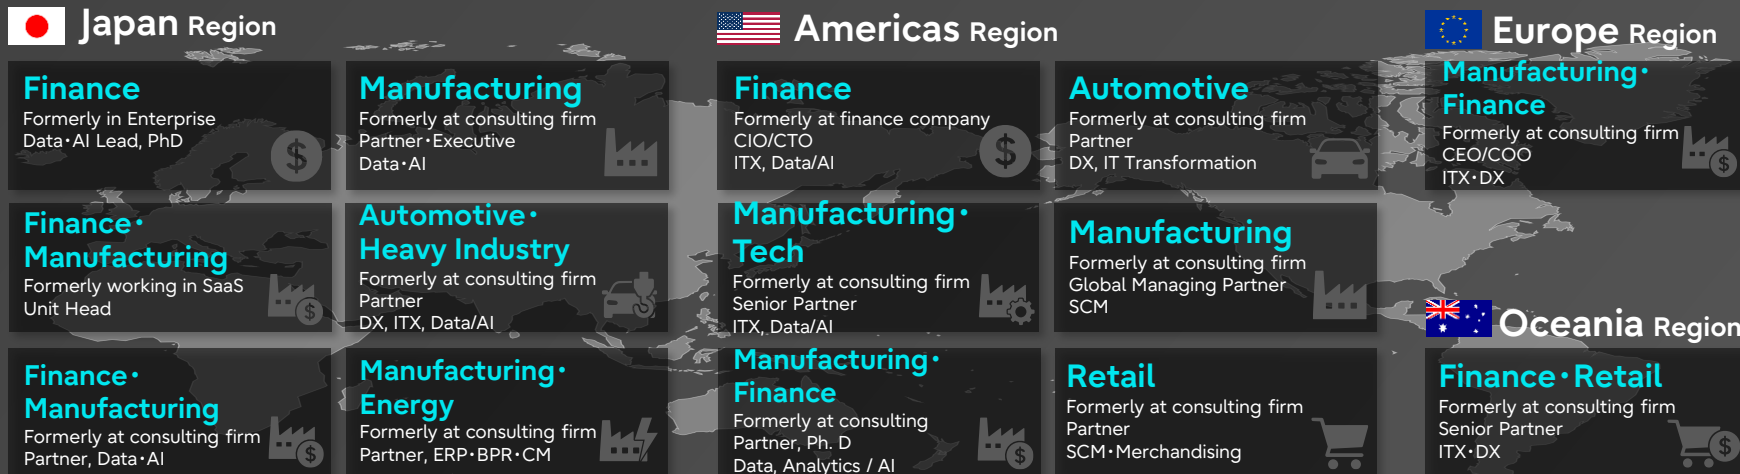 Japan Region
Finance
Formerly in Enterprise
Data・AI Lead, PhD
Manufacturing
Formerly at consulting firm
Partner・Executive
Data・AI
Finance・
Manufacturing
Formerly working in SaaS
Unit Head
Automotive・
Heavy Industry
Formerly at consulting firm
Partner
DX, ITX, Data/AI
Finance・
Manufacturing
Formerly at consulting firm
Partner, Data・AI
Manufacturing・
Energy
Formerly at consulting firm
Partner, ERP・BPR・CM
Americas Region
Finance
Formerly at finance company
CIO/CTO
ITX, Data/AI
Automotive
Formerly at consulting firm
Partner
DX, IT Transformation
Manufacturing・
Tech
Formerly at consulting firm
Senior Partner
ITX, Data/AI
Manufacturing
Formerly at consulting firm
Global Managing Partner
SCM
Manufacturing・
Finance
Formerly at consulting
Partner, Ph. D
Data, Analytics / AI
Retail
Formerly at consulting firm
Partner
SCM・Merchandising
Europe Region
Manufacturing・
Finance
Formerly at consulting firm
CEO/COO
ITX・DX
Oceania Region
Finance・Retail
Formerly at consulting firm
Senior Partner
ITX・DX